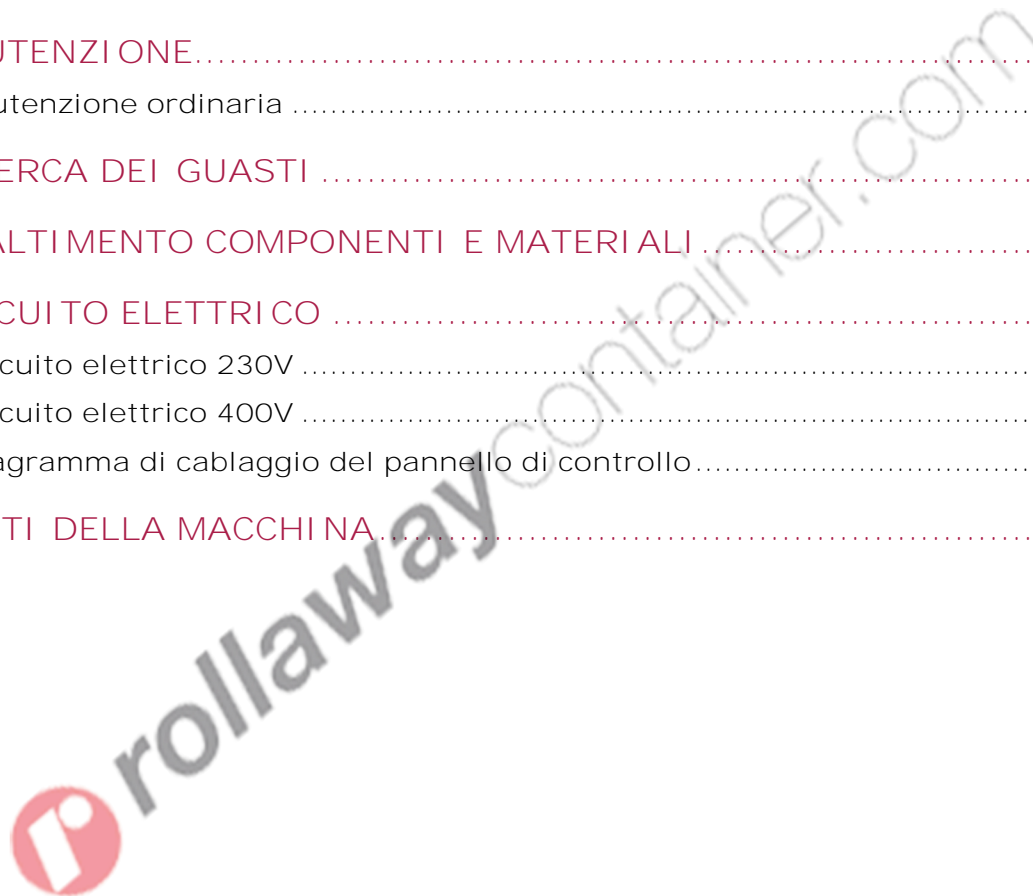 UTENZIONE
utenzione ordinaria
ERCA DEI GUASTI
ALTIMENTO COMPONENTI E MATERIALI
CUITO ELETTRICO
cuito elettrico 230V
cuito elettrico 400V
agramma di cablaggio del pannello di controllo
TI DELLA MACCHINA
rollawaycontainer.com